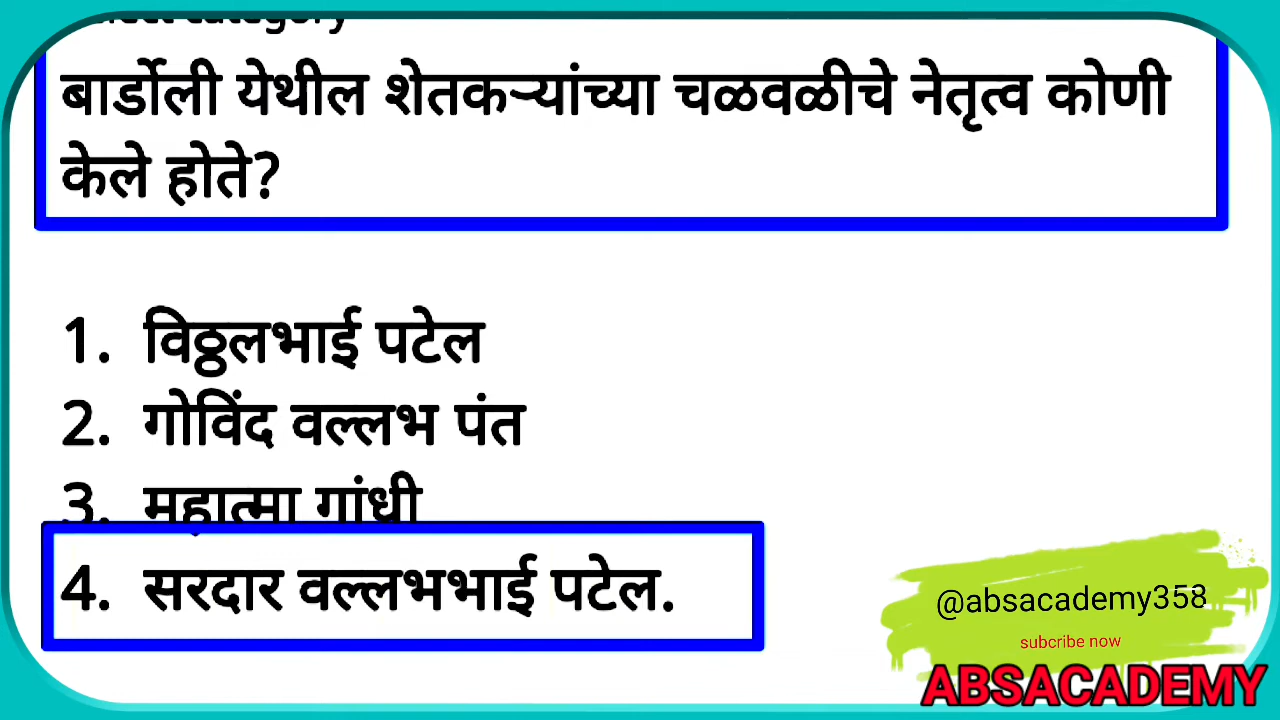 बार्डोली येथील शेतकऱ्यांच्या चळवळीचे नेतृत्व कोणी
केले होते?
1. विठ्ठलभाई पटेल
2. गोविंद वल्लभ पंत
3. महात्मा गांधी
4. सरदार वल्लभभाई पटेल.
@absacademy358
subcribe now
ABSACADEMY